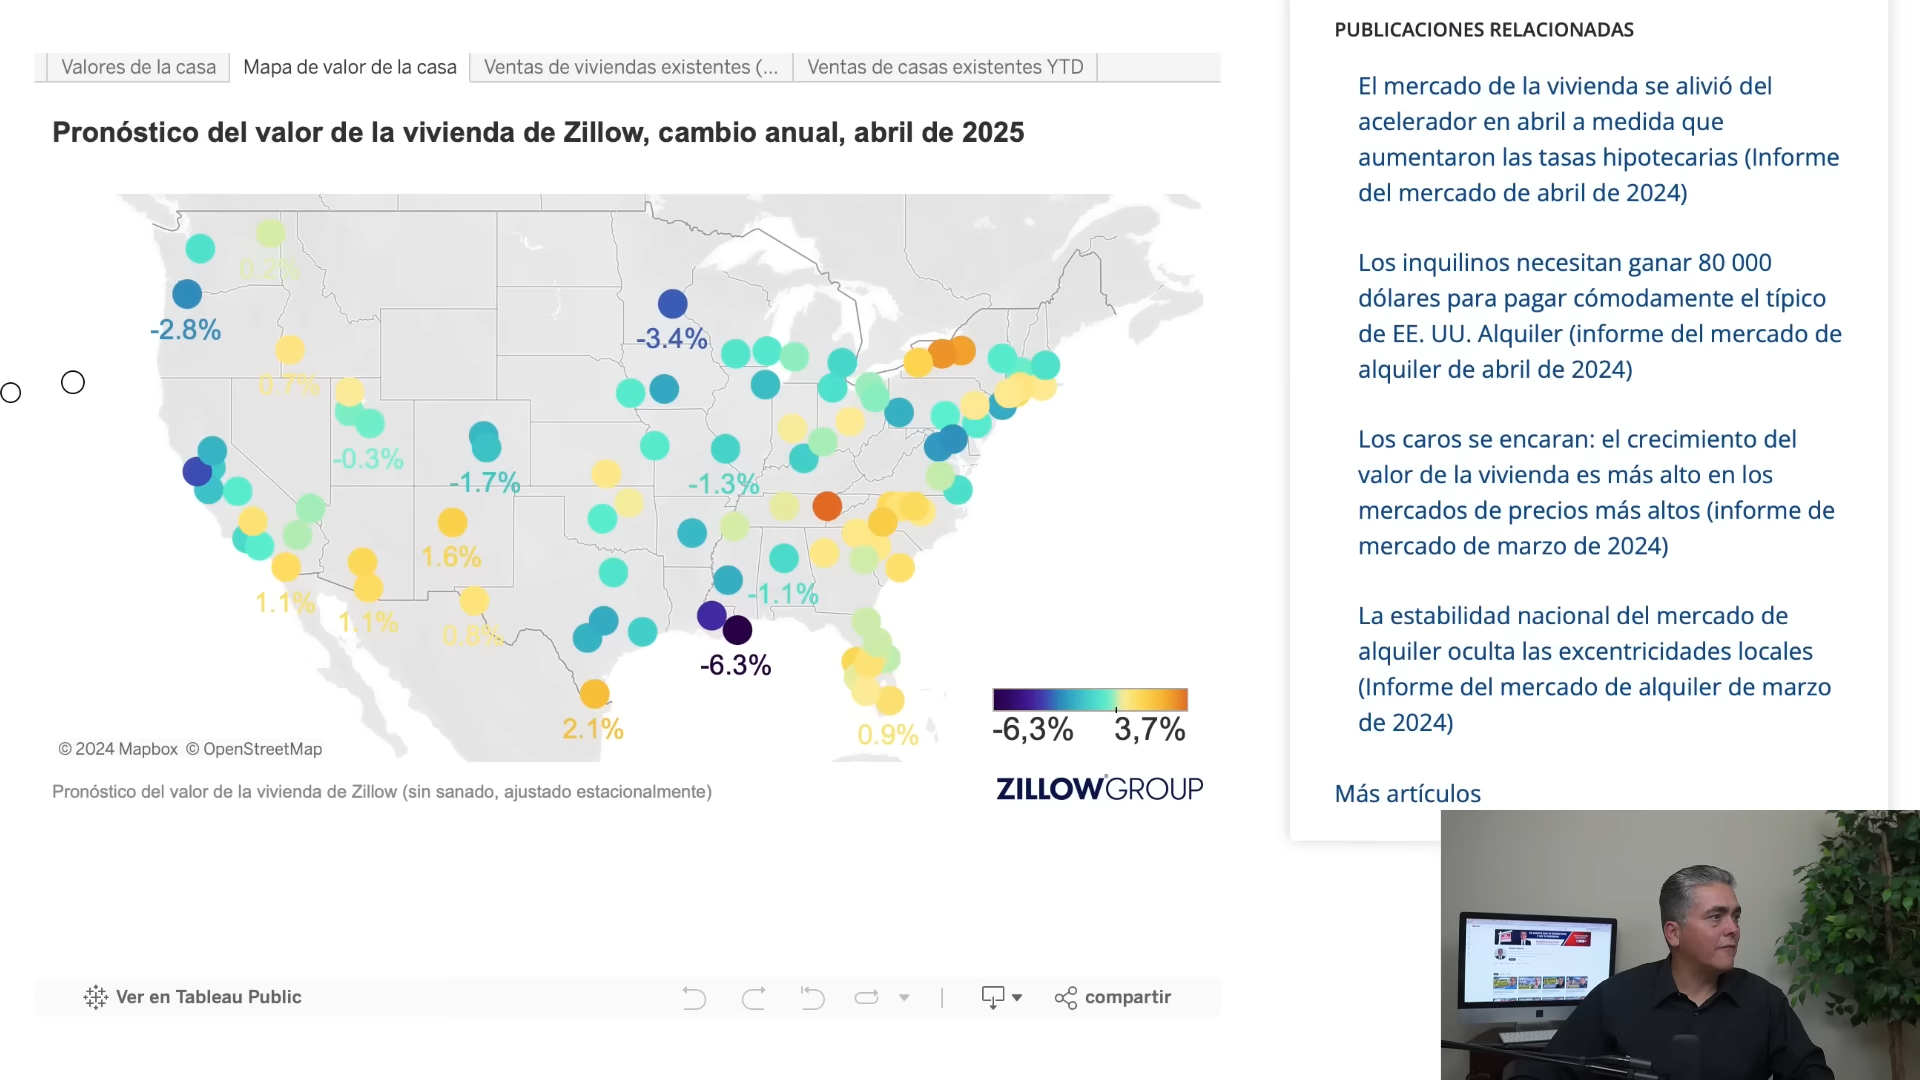 Valores de la casa
Mapa de valor de la casa
Ventas de viviendas existentes (...
Ventas de casas existentes YTD
Pronóstico del valor de la vivienda de Zillow, cambio anual, abril de 2025
0.2%
-2.8%
-3.4%
0.7%
-0.3%
-1.7%
-1.3%
1.6%
1.1%
1.1%
0.8%
-1.1%
-6.3%
2.1%
0.9%
-6,3%
3,7%
© 2024 Mapbox © OpenStreetMap
ZILLOW GROUP
Pronóstico del valor de la vivienda de Zillow (sin sanado, ajustado estacionalmente)
Ver en Tableau Public
compartir
PUBLICACIONES RELACIONADAS
El mercado de la vivienda se alivió del
acelerador en abril a medida que
aumentaron las tasas hipotecarias (Informe
del mercado de abril de 2024)
Los inquilinos necesitan ganar 80 000
dólares para pagar cómodamente el típico
de EE. UU. Alquiler (informe del mercado de
alquiler de abril de 2024)
Los caros se encaran: el crecimiento del
valor de la vivienda es más alto en los
mercados de precios más altos (informe de
mercado de marzo de 2024)
La estabilidad nacional del mercado de
alquiler oculta las excentricidades locales
(Informe del mercado de alquiler de marzo
de 2024)
Más artículos